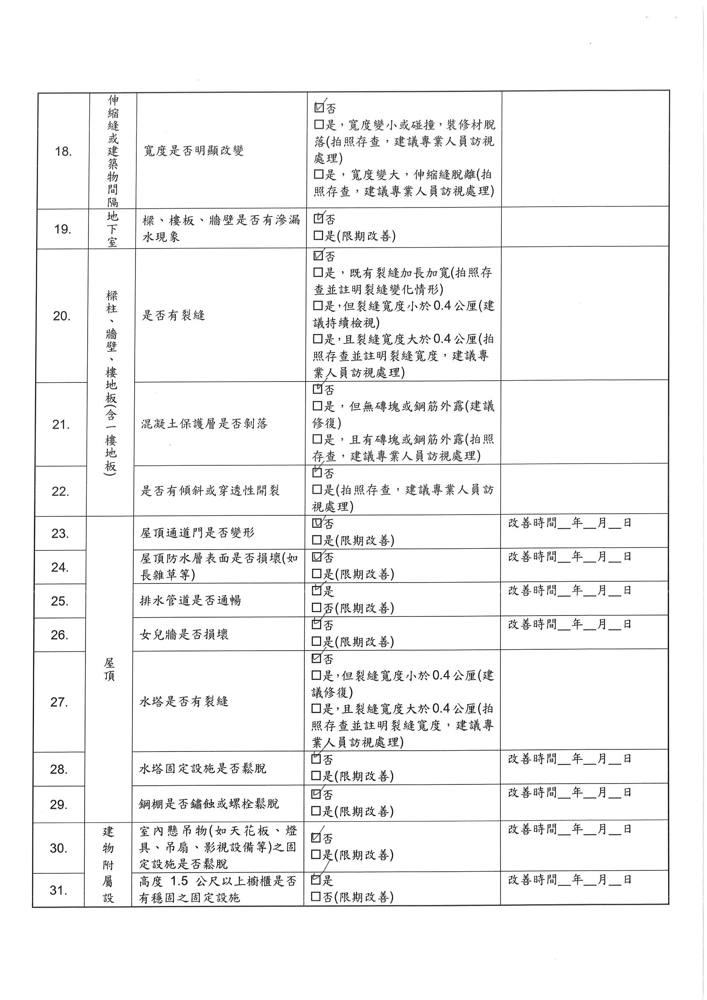 18.
伸縮縫或建築物間隔
寬度是否明顯改變
☑否
□是，寬度變小或碰撞，裝修材脫
落(拍照存查，建議專業人員訪視
處理)
□是，寬度變大，伸縮縫脫離(拍
照存查，建議專業人員訪視處理)
19.
地下室
樑、樓板、牆壁是否有滲漏
水現象
☑否
□是(限期改善)
20.
樑柱、牆壁、樓地板(含一樓地板)
是否有裂縫
☑否
□是，既有裂縫加長加寬(拍照存
查並註明裂縫變化情形)
□是，但裂縫寬度小於0.4公厘(建
議持續檢視)
□是，且裂縫寬度大於0.4公厘(拍
照存查並註明裂縫寬度，建議專
業人員訪視處理)
21.
混凝土保護層是否剝落
☑否
□是，但無磚塊或鋼筋外露(建議
修復)
□是，且有磚塊或鋼筋外露(拍照
存查，建議專業人員訪視處理)
22.
是否有傾斜或穿透性開裂
☑否
□是(拍照存查，建議專業人員訪
視處理)
23.
屋頂
屋頂通道門是否變形
☑否
□是(限期改善)
改善時間__年__月__日
24.
屋頂防水層表面是否損壞(如
長雜草等)
☑否
□是(限期改善)
改善時間__年__月__日
25.
排水管道是否通暢
☑是
□否(限期改善)
改善時間__年__月__日
26.
女兒牆是否損壞
☑否
□是(限期改善)
改善時間__年__月__日
27.
水塔是否有裂縫
☑否
□是，但裂縫寬度小於0.4公厘(建
議修復)
□是，且裂縫寬度大於0.4公厘(拍
照存查並註明裂縫寬度，建議專
業人員訪視處理)
28.
水塔固定設施是否鬆脫
☑否
□是(限期改善)
改善時間__年__月__日
29.
鋼棚是否鏽蝕或螺栓鬆脫
☑否
□是(限期改善)
改善時間__年__月__日
30.
建物附屬設
室內懸吊物(如天花板、燈
具、吊扇、影視設備等)之固
定設施是否鬆脫
☑否
□是(限期改善)
改善時間__年__月__日
31.
高度 1.5 公尺以上櫥櫃是否
有穩固之固定設施
☑是
□否(限期改善)
改善時間__年__月__日